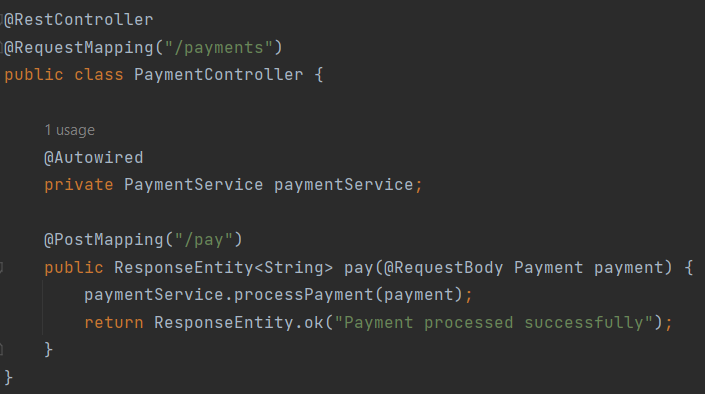 @RestController
@RequestMapping("/payments")
public class PaymentController {
1 usage
@Autowired
private PaymentService paymentService;
@PostMapping("/pay")
public ResponseEntity<String> pay(@RequestBody Payment payment) {
paymentService.processPayment(payment);
return ResponseEntity.ok("Payment processed successfully");
}
}